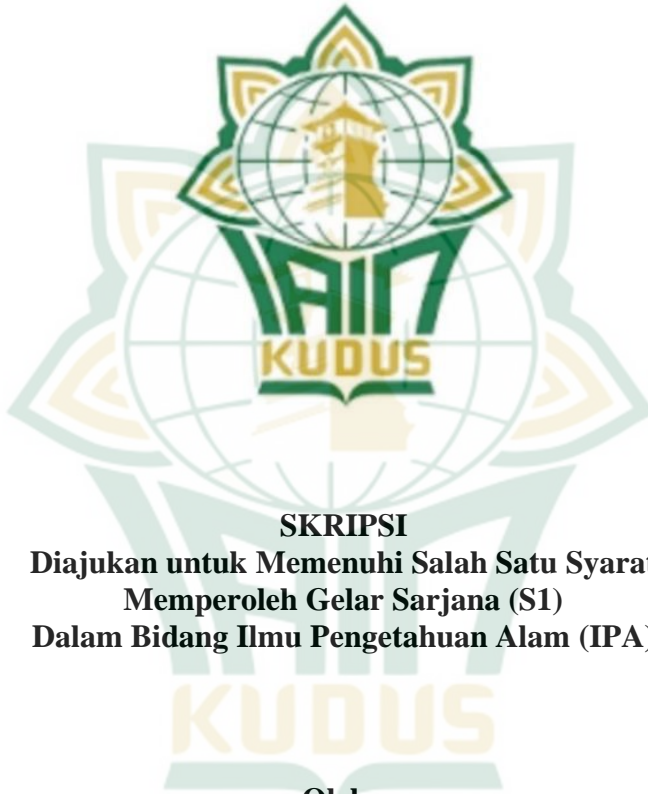 IAIN
KUDUS
SKRIPSI
Diajukan untuk Memenuhi Salah Satu Syarat
Memperoleh Gelar Sarjana (S1)
Dalam Bidang Ilmu Pengetahuan Alam (IPA)
IAIN
KUDUS